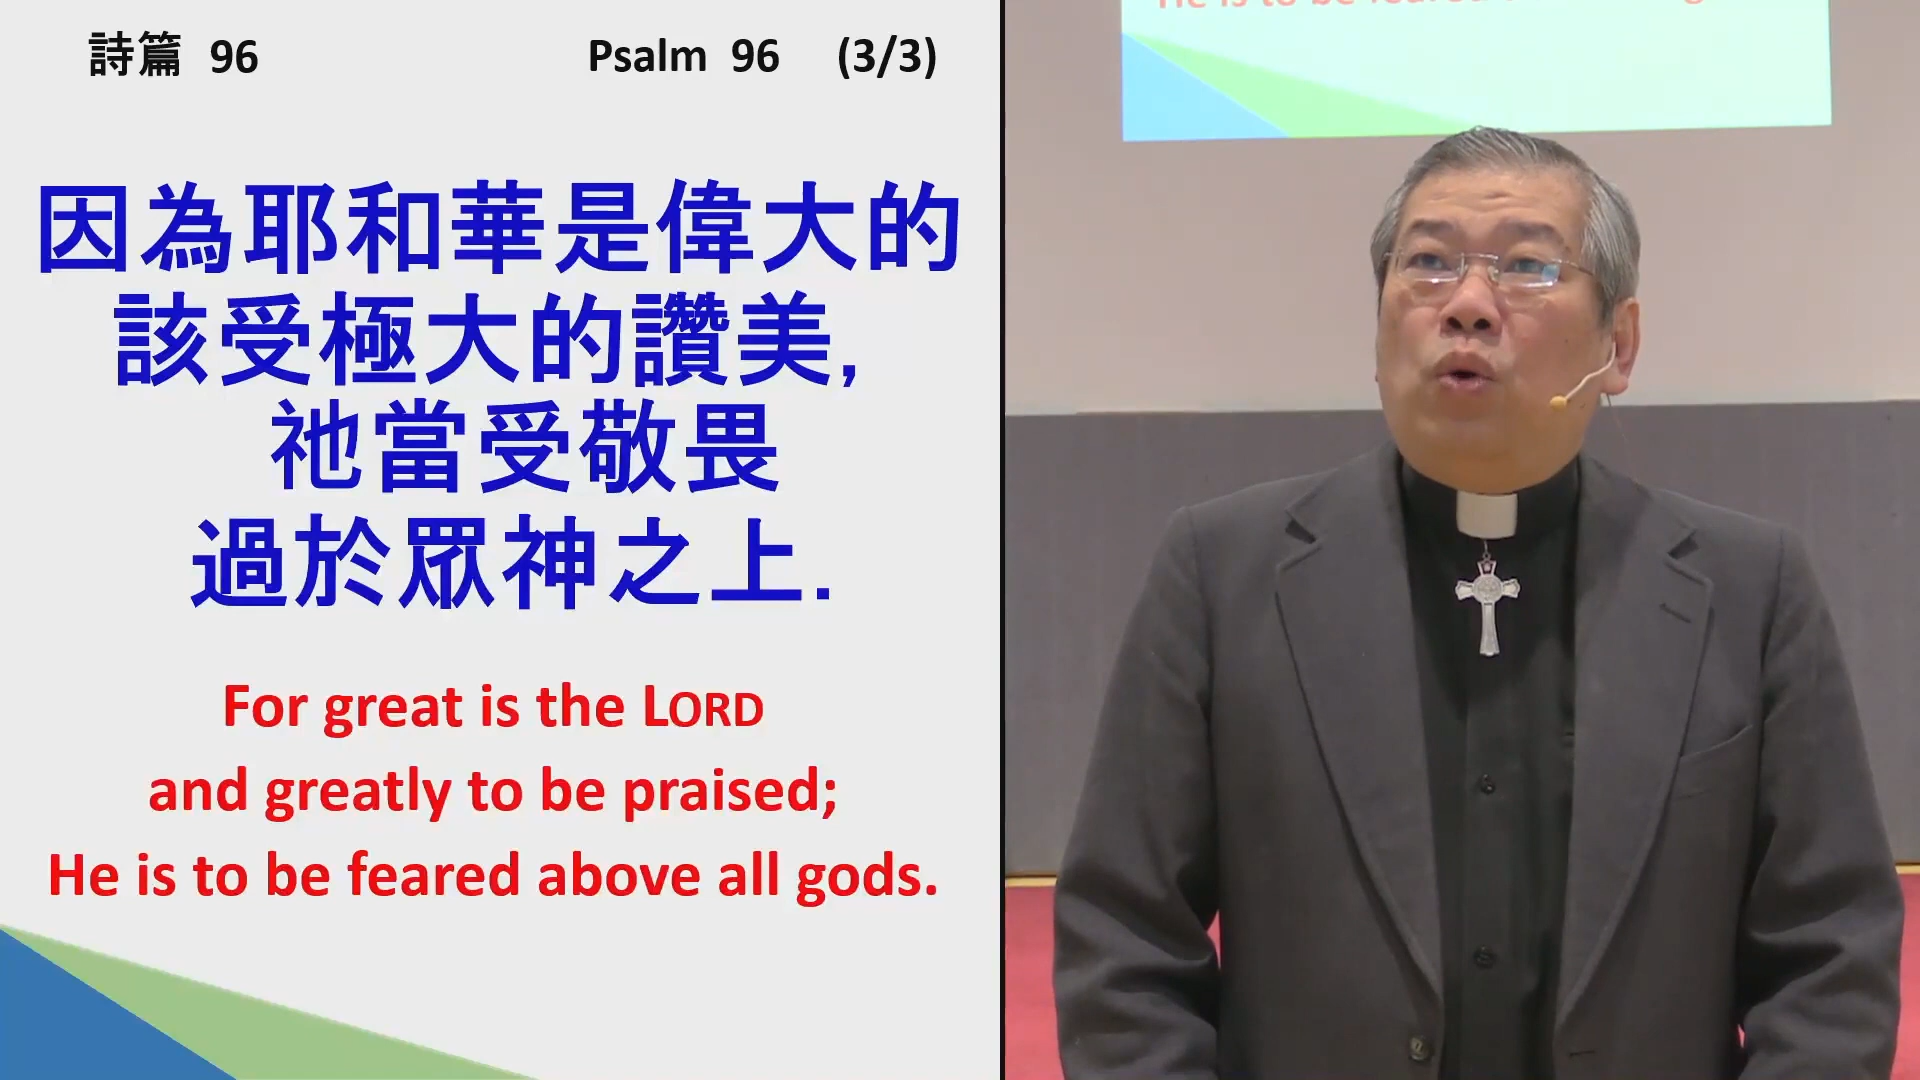 詩篇 96 Psalm 96 (3/3)
因為耶和華是偉大的
該受極大的讚美,
祂當受敬畏
過於眾神之上.
For great is the LORD
and greatly to be praised;
He is to be feared above all gods.